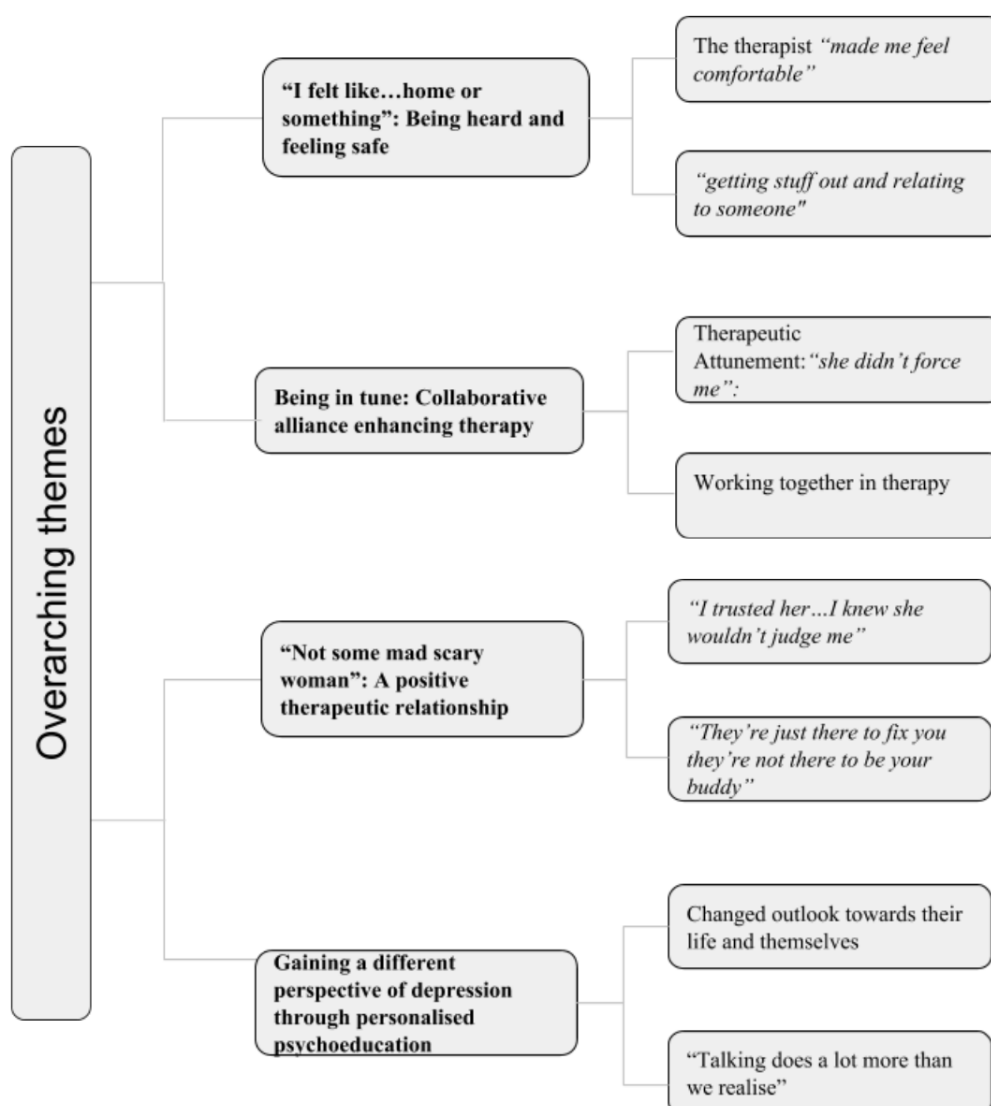 Overarching themes
“I felt like…home or
something”: Being heard and
feeling safe
The therapist “made me feel
comfortable”
“getting stuff out and relating
to someone"
Being in tune: Collaborative
alliance enhancing therapy
Therapeutic
Attunement:“she didn’t force
me”:
Working together in therapy
“Not some mad scary
woman”: A positive
therapeutic relationship
“I trusted her…I knew she
wouldn’t judge me”
“They’re just there to fix you
they’re not there to be your
buddy”
Gaining a different
perspective of depression
through personalised
psychoeducation
Changed outlook towards their
life and themselves
“Talking does a lot more than
we realise”